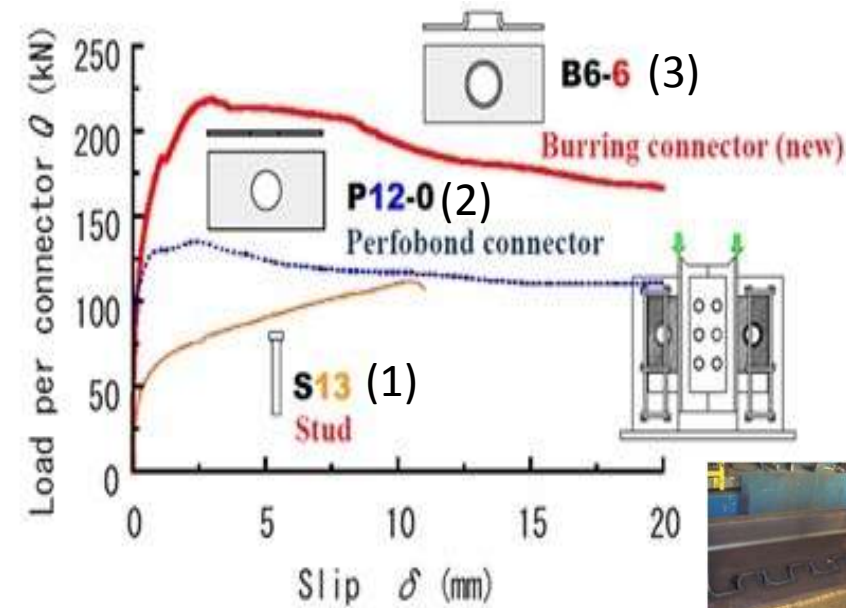 Load per connector Q (kN)
250
200
150
100
50
0
B6-6 (3)
Burring connector (new)
P12-0 (2)
Perfobond connector
S13 (1)
Stud
0 5 10 15 20
Slip δ (mm)